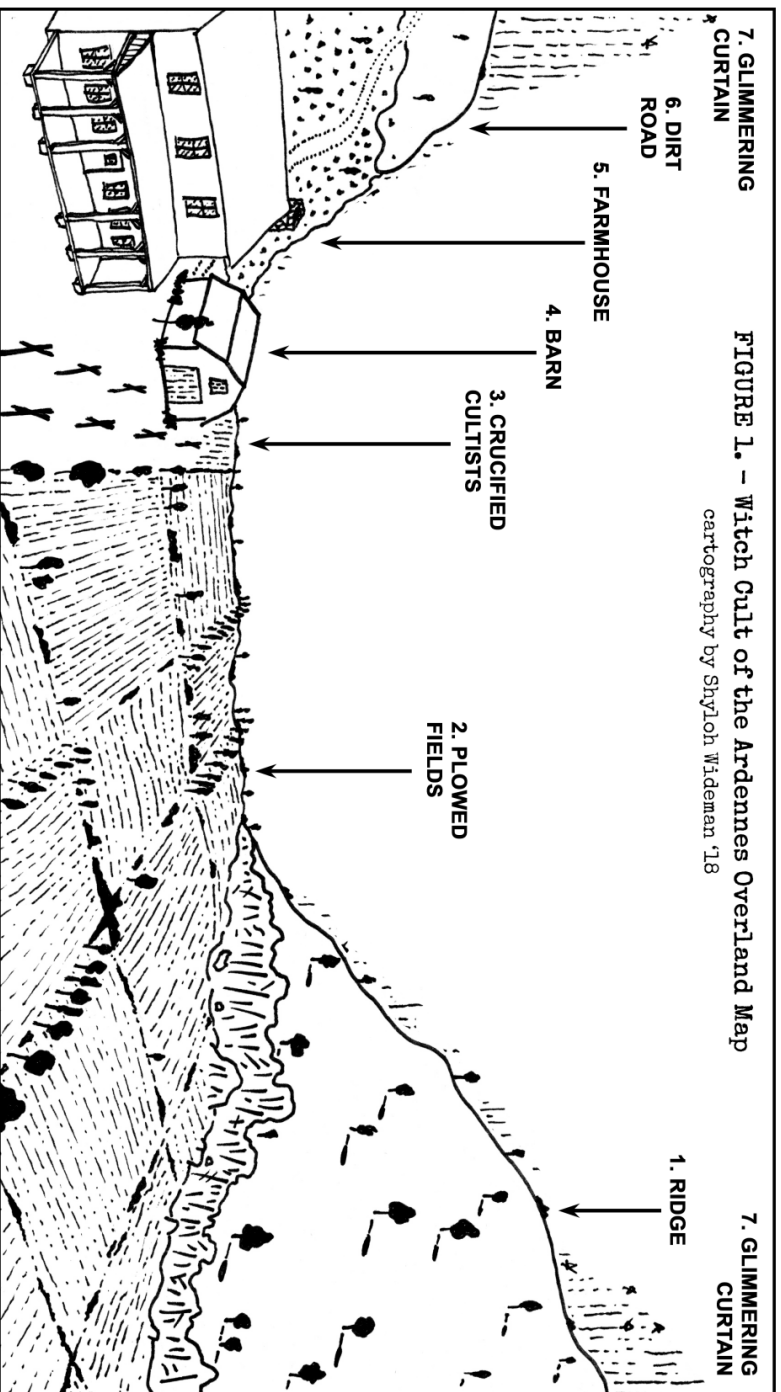 FIGURE 1. – Witch Cult of the Ardennes Overland Map
cartography by Shyloh Wideman '18
7. GLIMMERING
CURTAIN
6. DIRT
ROAD
5. FARMHOUSE
4. BARN
3. CRUCIFIED
CULTISTS
2. PLOWED
FIELDS
1. RIDGE
7. GLIMMERING
CURTAIN